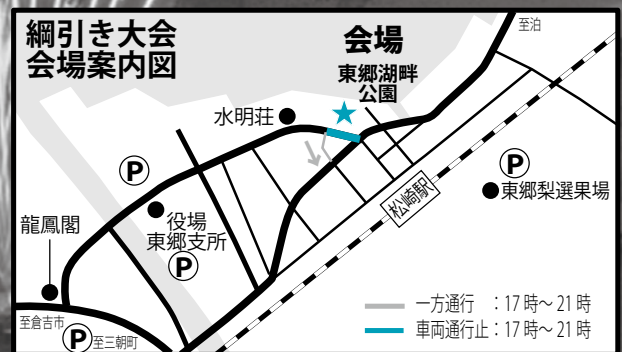 綱引き大会
会場案内図
会場
東郷湖畔
公園
至泊
水明荘
P
P
東郷梨選果場
松崎駅
役場
東郷支所
P
龍鳳閣
至倉吉市
P
至三朝町
一方通行 ：17時～21時
車両通行止：17時～21時